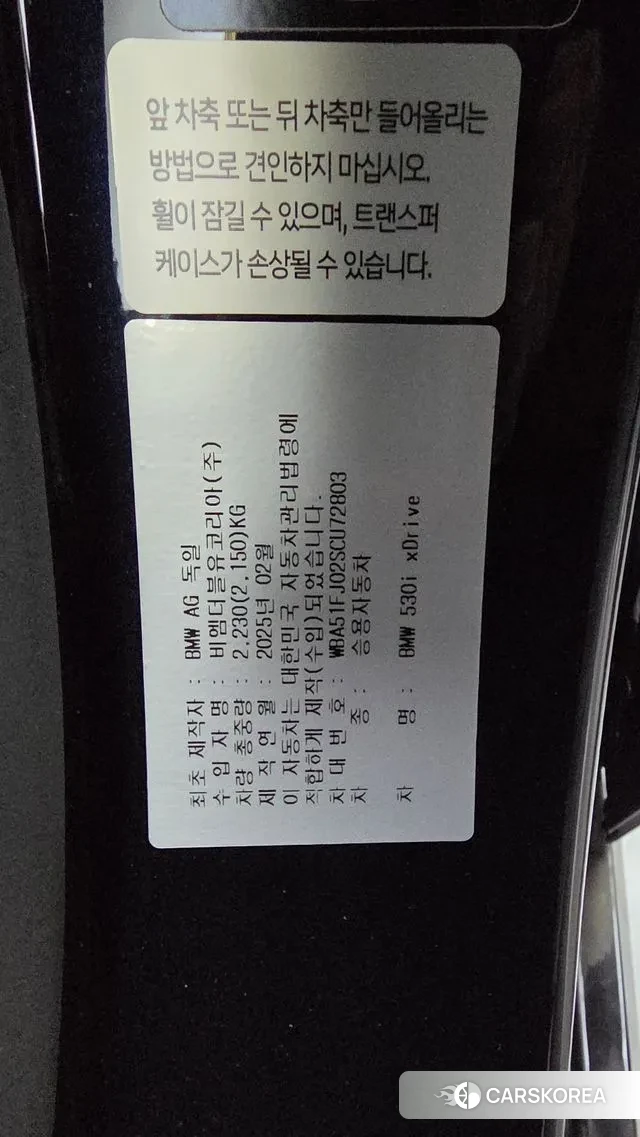 앞 차축 또는 뒤 차축만 들어올리는
방법으로 견인하지 마십시오.
휠이 잠길 수 있으며, 트랜스퍼
케이스가 손상될 수 있습니다.
최초 제작자 : BMW AG 독일
수 입 자 명 : 비엠더블유코리아(주)
차량 총중량 : 2,230(2,150)KG
제 작 연 월 : 2025년 02월
이 자동차는 대한민국 자동차관리법령에
적합하게 제작(수입)되었습니다.
차 대 번 호 : WBA51FJ02SCU72803
차 종 : 승용자동차
차 명 : BMW 530i xDrive
CARSKOREA